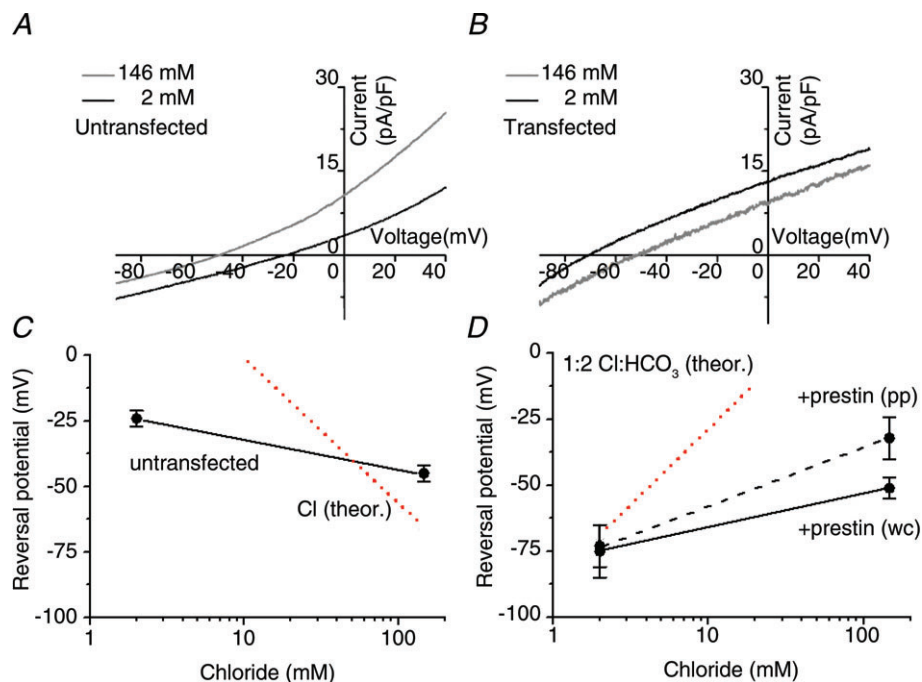 A
146 mM
2 mM
Untransfected
Current
(pA/pF)
30
15
0
Voltage(mV)
-80 -60 -40 -20 0 40
B
146 mM
2 mM
Transfected
Current
(pA/pF)
30
15
0
Voltage(mV)
-80 -60 -40 -20 0 40
C
Reversal potential (mV)
0
-25
-50
-75
-100
untransfected
Cl (theor.)
1 10 100
Chloride (mM)
D
Reversal potential (mV)
0
-25
-50
-75
-100
1:2 Cl:HCO₃ (theor.)
+prestin (pp)
+prestin (wc)
1 10 100
Chloride (mM)